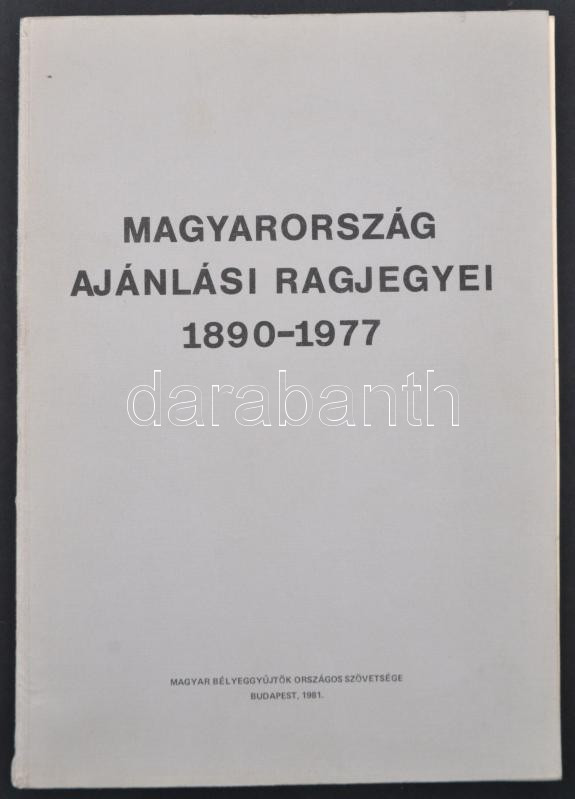 MAGYARORSZÁG
AJÁNLÁSI RAGJEGYEI
1890-1977
darabanth
MAGYAR BÉLYEGGYŰJTŐK ORSZÁGOS SZÖVETSÉGE
BUDAPEST, 1981.